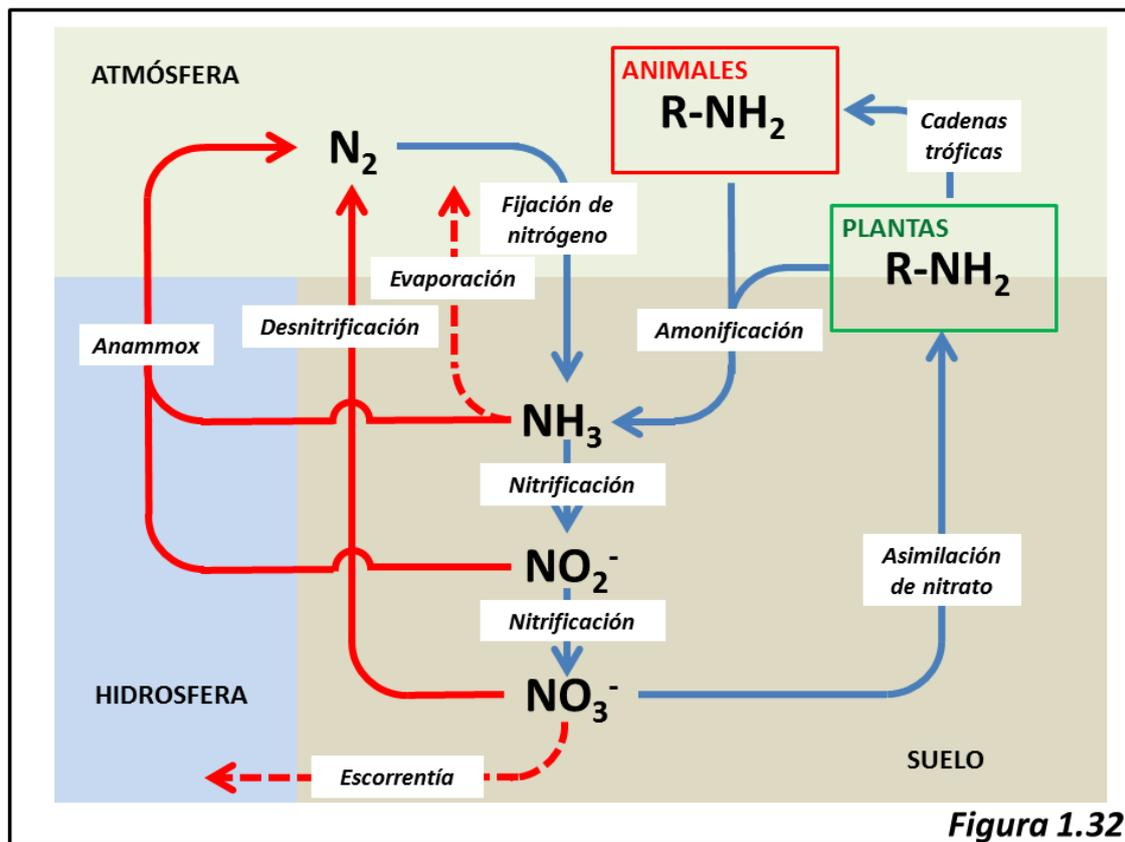 ATMÓSFERA
ANIMALES
R-NH₂
Cadenas
tróficas
N₂
Fijación de
nitrógeno
PLANTAS
R-NH₂
Evaporación
Desnitrificación
Anammox
Amonificación
NH₃
Nitrificación
NO₂⁻
Asimilación
de nitrato
Nitrificación
NO₃⁻
HIDROSFERA
SUELO
Escorrentía
Figura 1.32